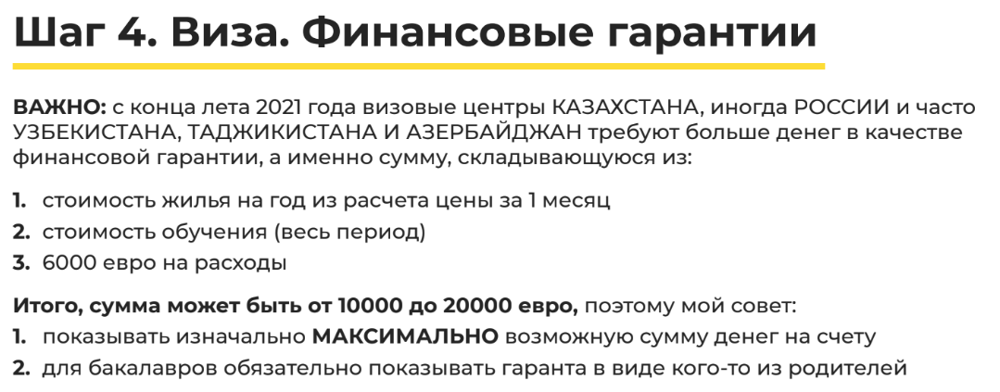 Шаг 4. Виза. Финансовые гарантии
ВАЖНО: с конца лета 2021 года визовые центры КАЗАХСТАНА, иногда РОССИИ и часто
УЗБЕКИСТАНА, ТАДЖИКИСТАНА И АЗЕРБАЙДЖАН требуют больше денег в качестве
финансовой гарантии, а именно сумму, складывающуюся из:
1. стоимость жилья на год из расчета цены за 1 месяц
2. стоимость обучения (весь период)
3. 6000 евро на расходы
Итого, сумма может быть от 10000 до 20000 евро, поэтому мой совет:
1. показывать изначально МАКСИМАЛЬНО возможную сумму денег на счету
2. для бакалавров обязательно показывать гаранта в виде кого-то из родителей